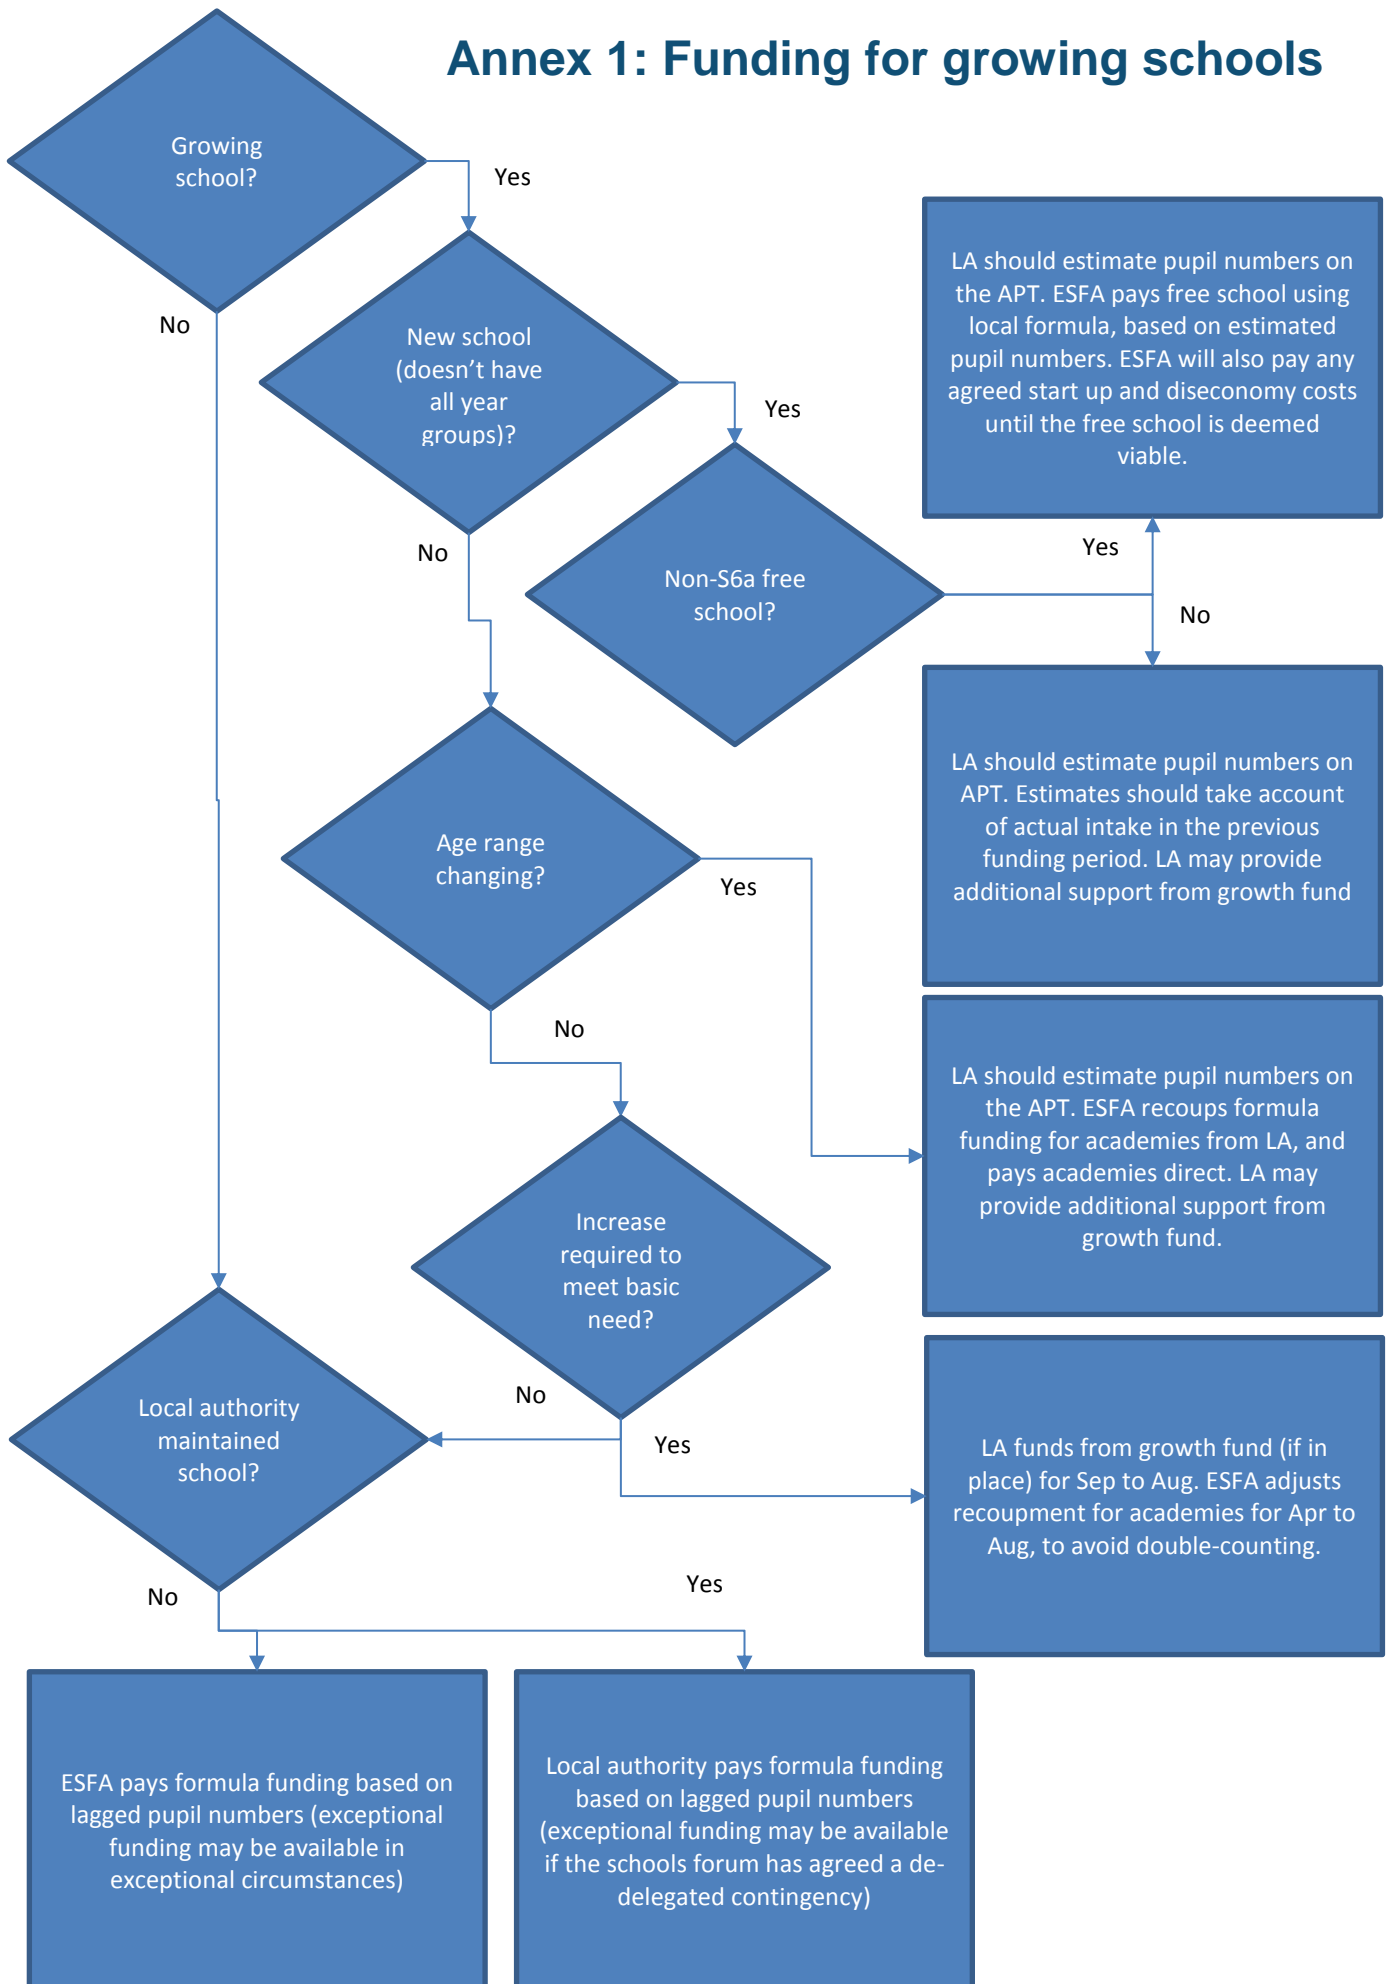 Annex 1: Funding for growing schools
Growing
school?
Yes
No
New school
(doesn't have
all year
groups)?
Yes
No
LA should estimate pupil numbers on
the APT. ESFA pays free school using
local formula, based on estimated
pupil numbers. ESFA will also pay any
agreed start up and diseconomy costs
until the free school is deemed
viable.
Non-S6a free
school?
Yes
No
LA should estimate pupil numbers on
APT. Estimates should take account
of actual intake in the previous
funding period. LA may provide
additional support from growth fund
Age range
changing?
Yes
No
LA should estimate pupil numbers on
the APT. ESFA recoups formula
funding for academies from LA, and
pays academies direct. LA may
provide additional support from
growth fund.
Increase
required to
meet basic
need?
No
Yes
LA funds from growth fund (if in
place) for Sep to Aug. ESFA adjusts
recoupment for academies for Apr to
Aug, to avoid double-counting.
Local authority
maintained
school?
No
Yes
ESFA pays formula funding based on
lagged pupil numbers (exceptional
funding may be available in
exceptional circumstances)
Local authority pays formula funding
based on lagged pupil numbers
(exceptional funding may be available
if the schools forum has agreed a de-
delegated contingency)